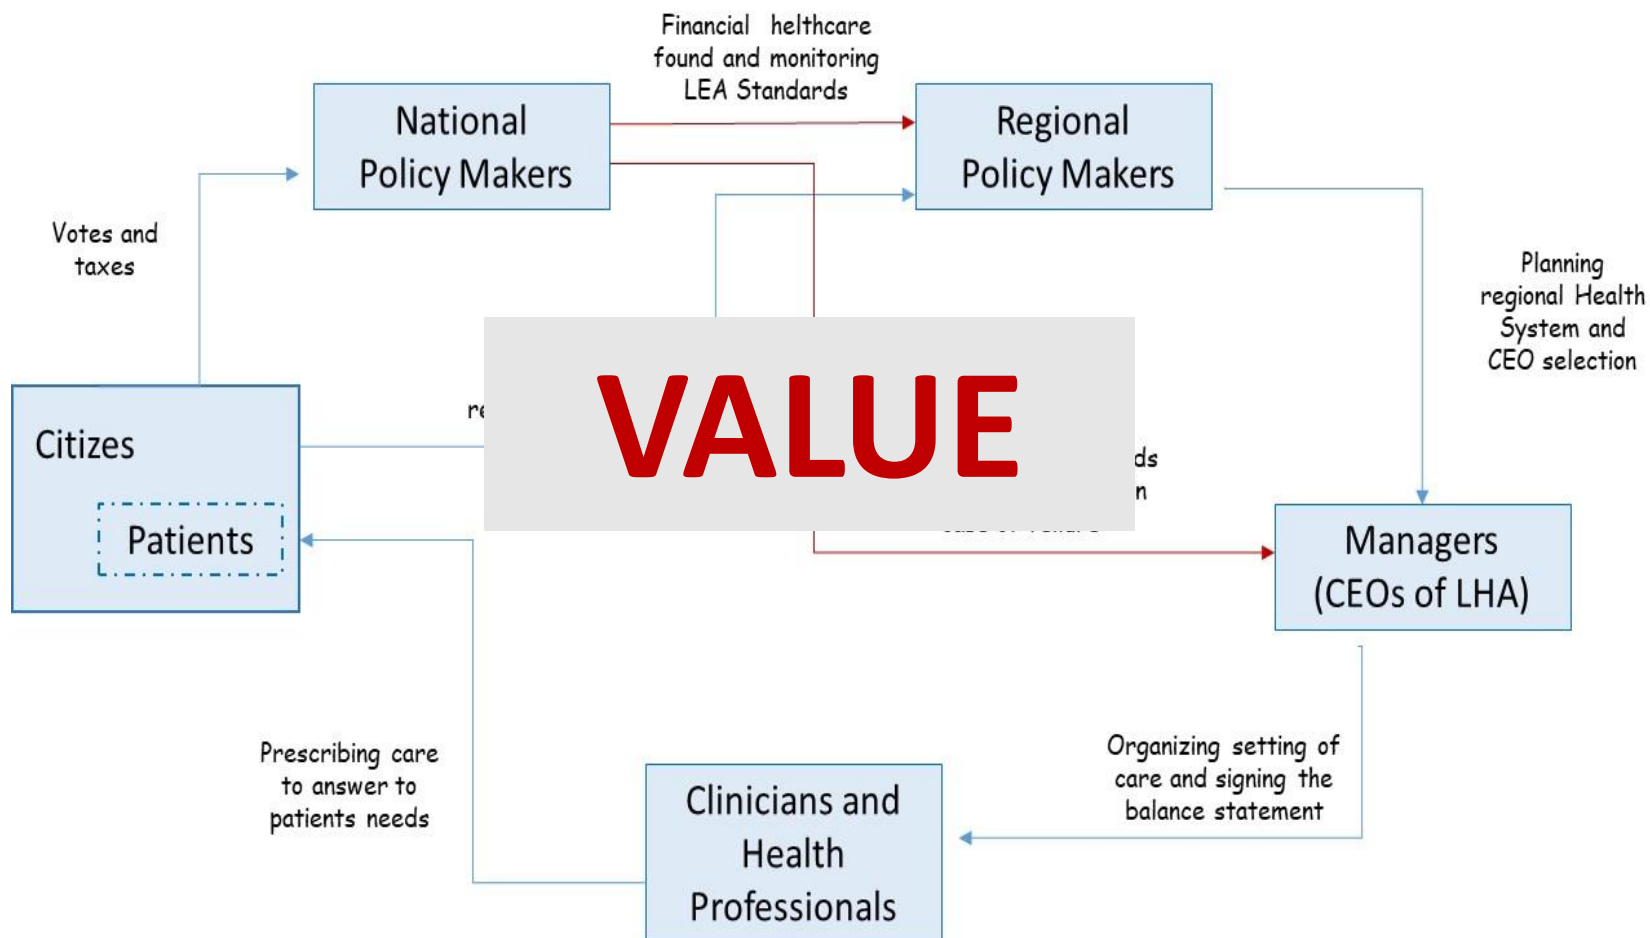 Financial helthcare
found and monitoring
LEA Standards
National
Policy Makers
Regional
Policy Makers
Votes and
taxes
Planning
regional Health
System and
CEO selection
VALUE
Citizes
Patients
Managers
(CEOs of LHA)
Prescribing care
to answer to
patients needs
Organizing setting of
care and signing the
balance statement
Clinicians and
Health
Professionals